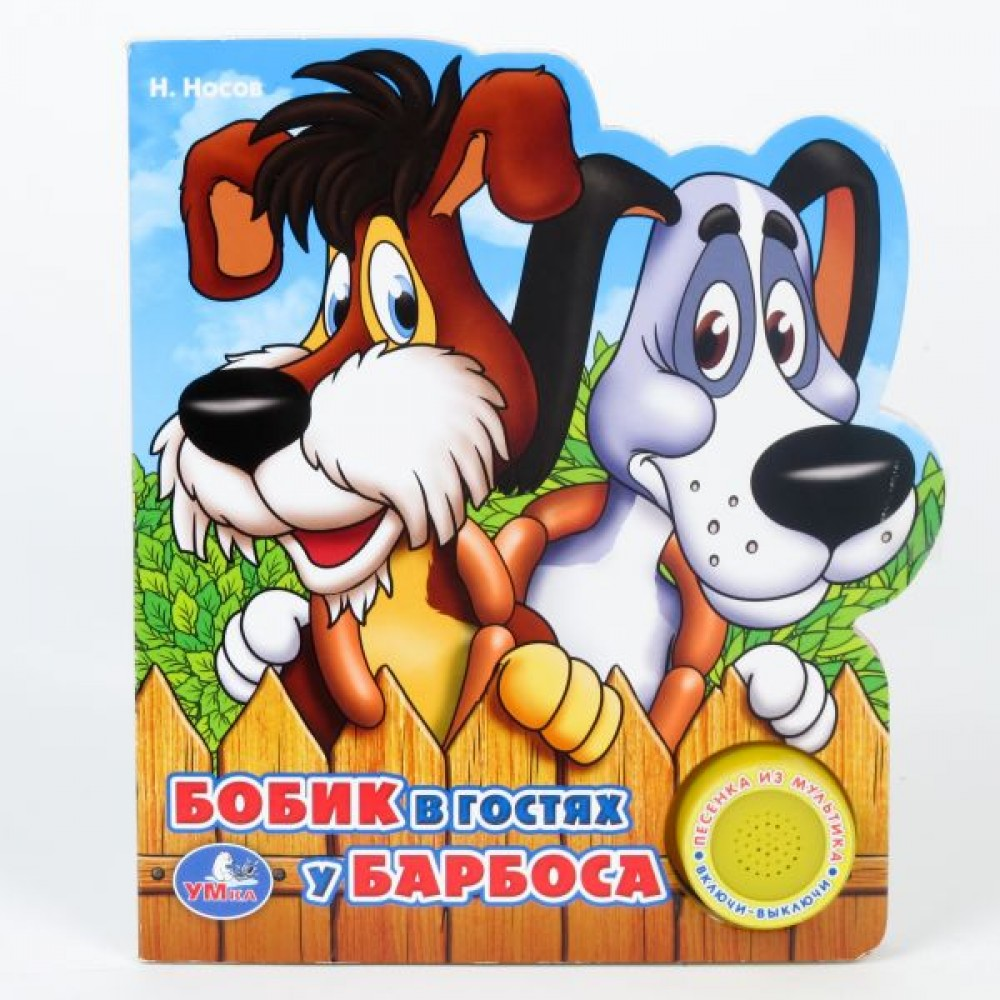 Н. Носов
БОБИК В ГОСТЯХ
У БАРБОСА
УМКА
ПЕСЕНКА ИЗ МУЛЬТИКА
• ВКЛЮЧИ-ВЫКЛЮЧИ •